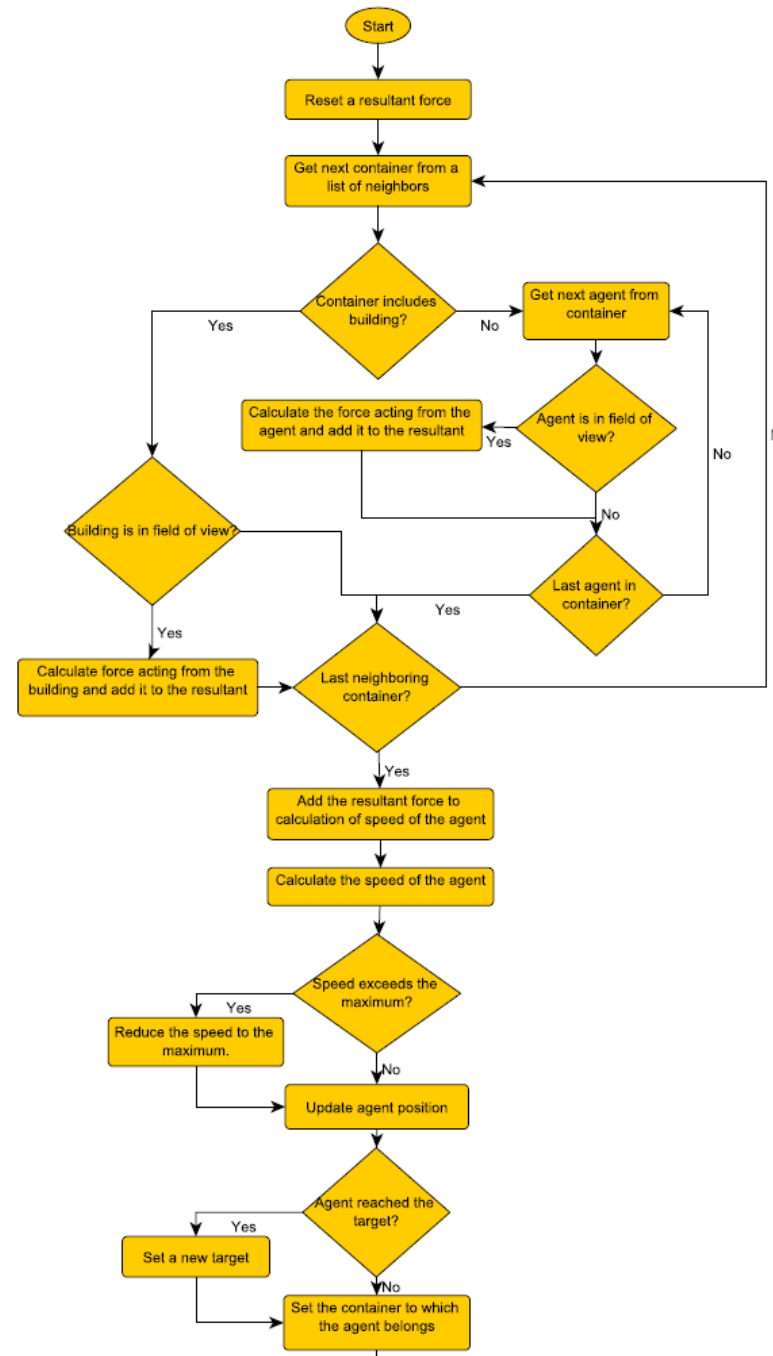 Start
Reset a resultant force
Get next container from a
list of neighbors
Container includes
building?
Yes
No
Get next agent from
container
Calculate the force acting from the
agent and add it to the resultant
Yes
Agent is in field of
view?
No
No
Building is in field of view?
Last agent in
container?
Yes
Yes
Calculate force acting from the
building and add it to the resultant
Last neighboring
container?
Yes
Add the resultant force to
calculation of speed of the agent
Calculate the speed of the agent
Speed exceeds the
maximum?
Yes
Reduce the speed to the
maximum.
No
Update agent position
Agent reached the
target?
Yes
Set a new target
No
Set the container to which
the agent belongs